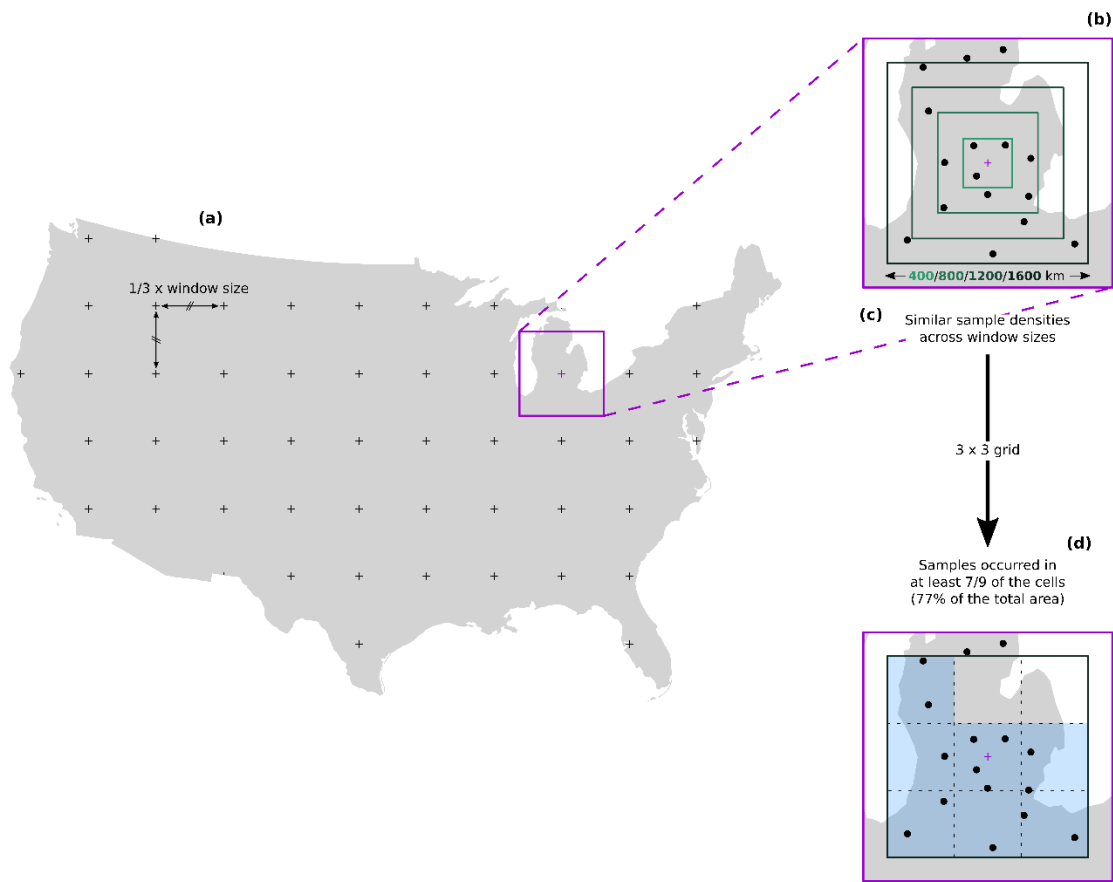 (b)
(a)
1/3 x window size
400/800/1200/1600 km
(c)
Similar sample densities
across window sizes
3 x 3 grid
(d)
Samples occurred in
at least 7/9 of the cells
(77% of the total area)